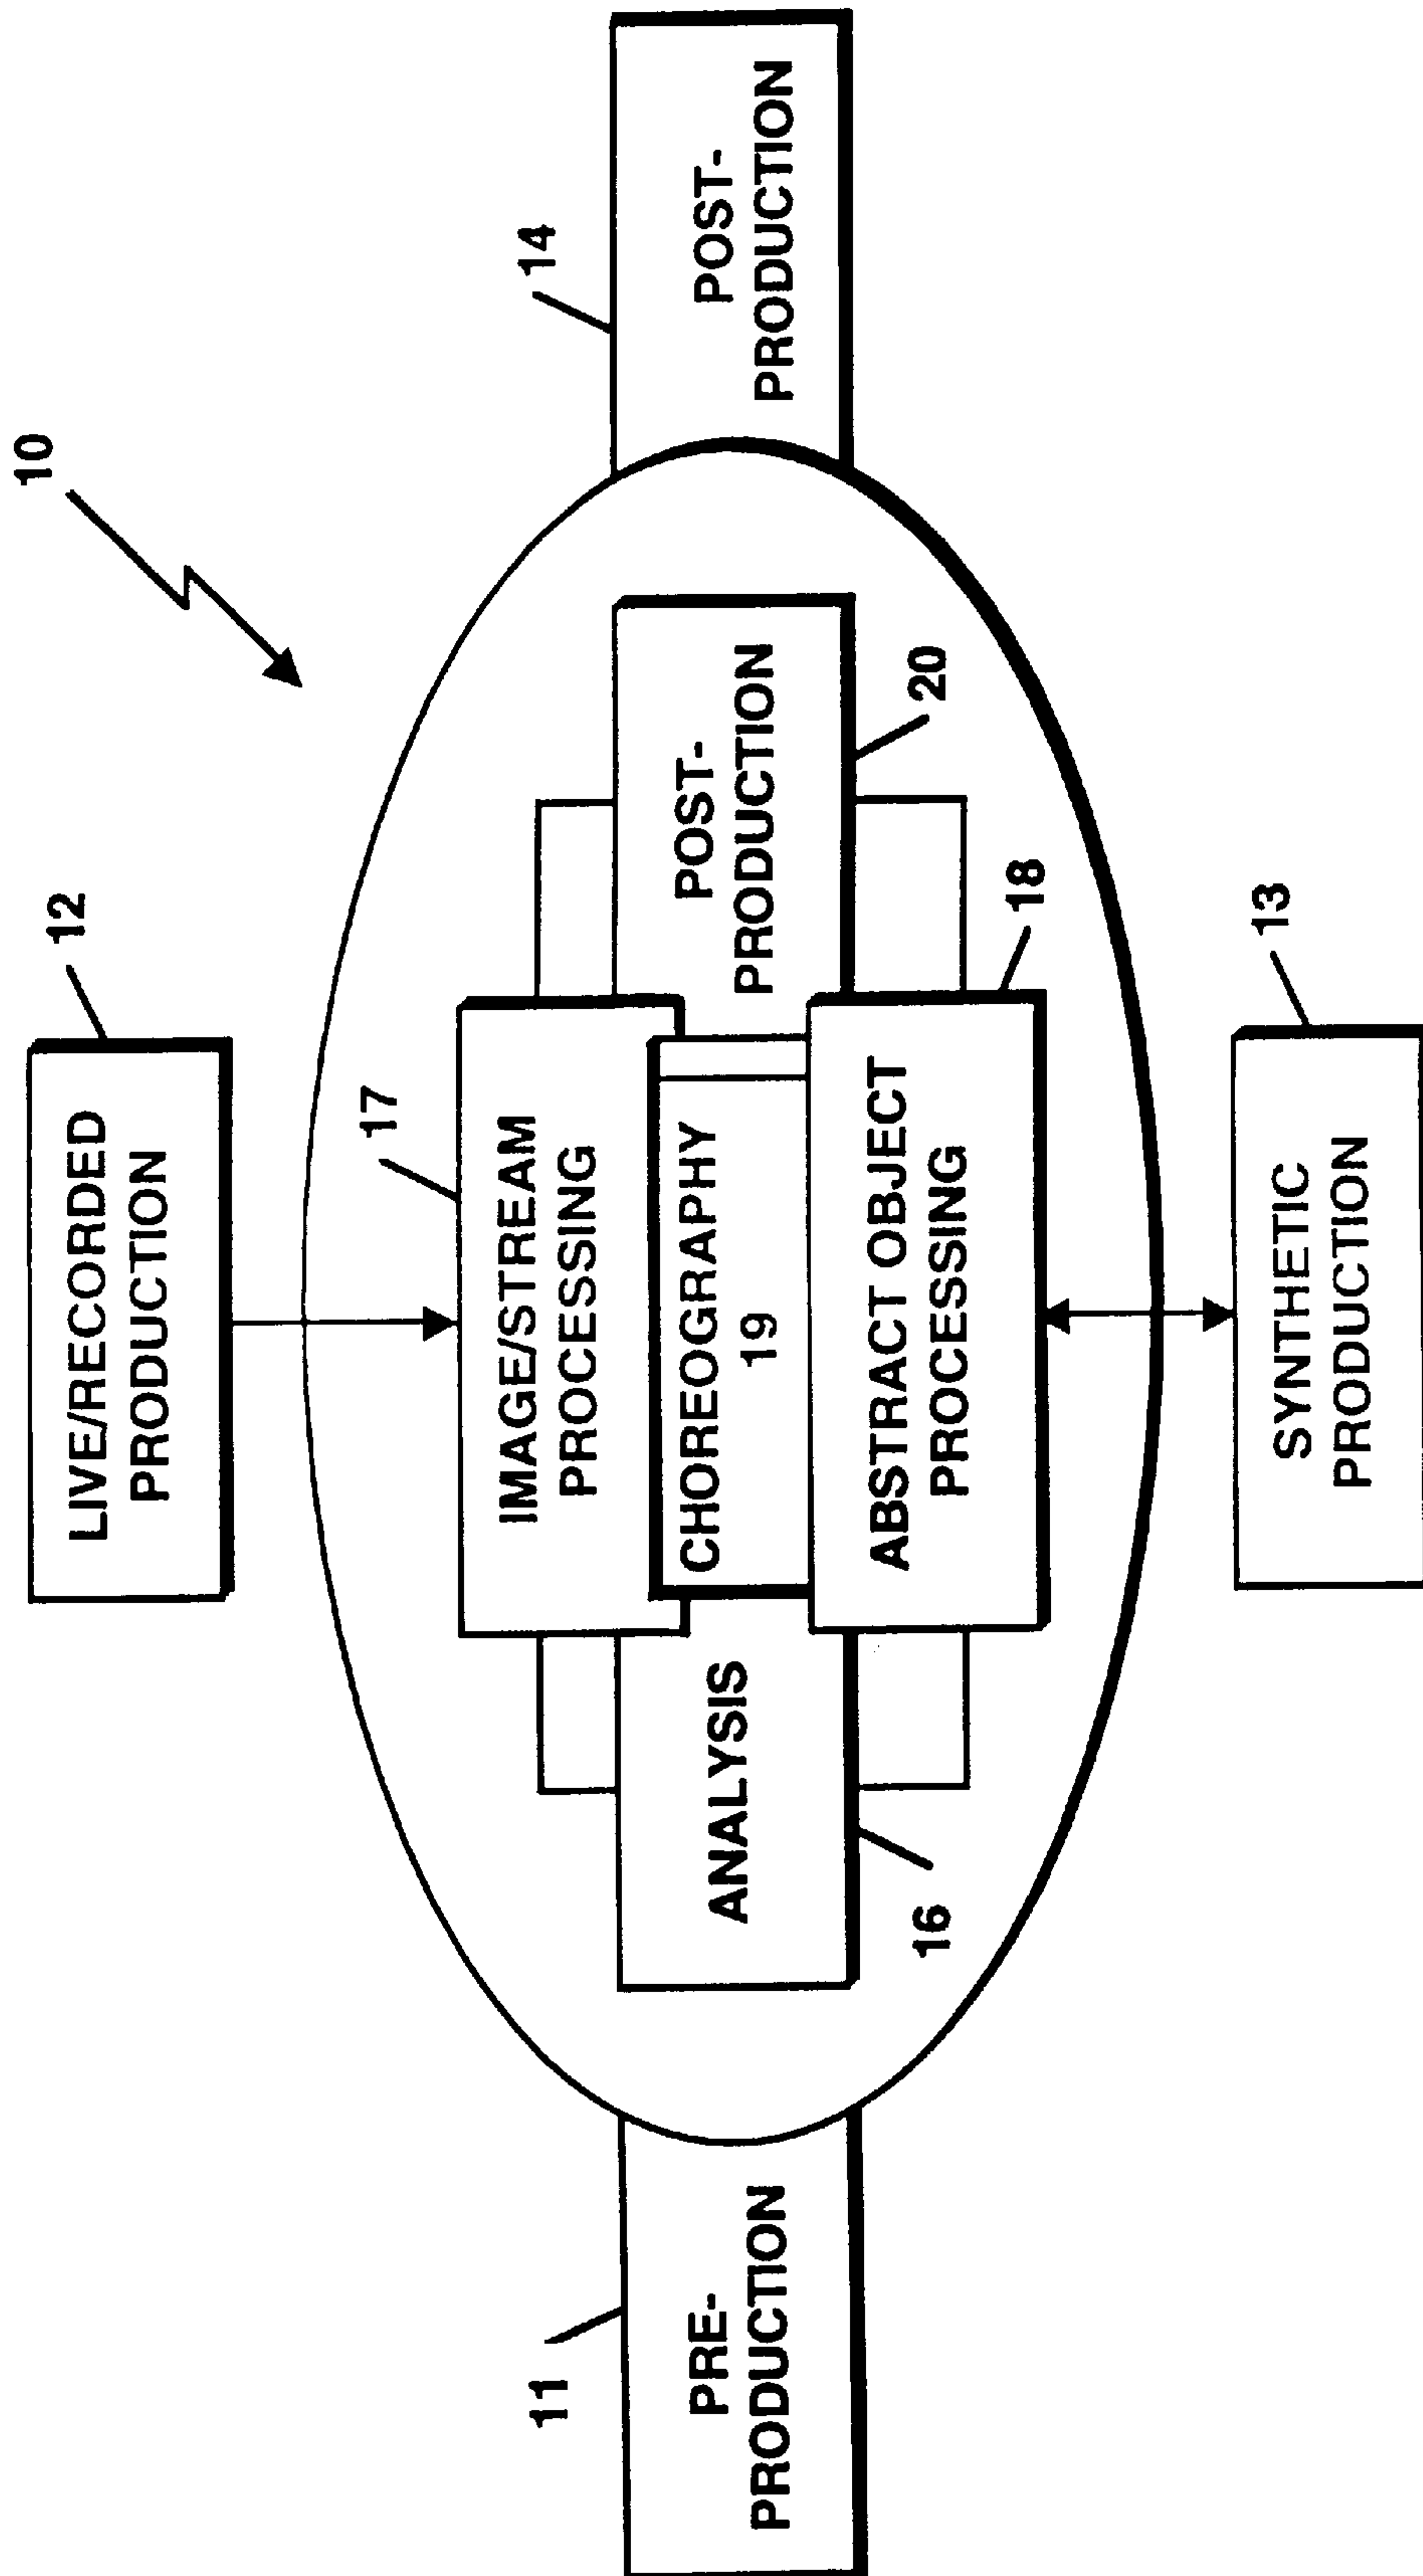 10
12
LIVE/RECORDED
PRODUCTION
14
17
IMAGE/STREAM
PROCESSING
11
PRE-
PRODUCTION
ANALYSIS
16
CHOREOGRAPHY
19
POST-
PRODUCTION
20
POST-
PRODUCTION
ABSTRACT OBJECT
PROCESSING
18
13
SYNTHETIC
PRODUCTION